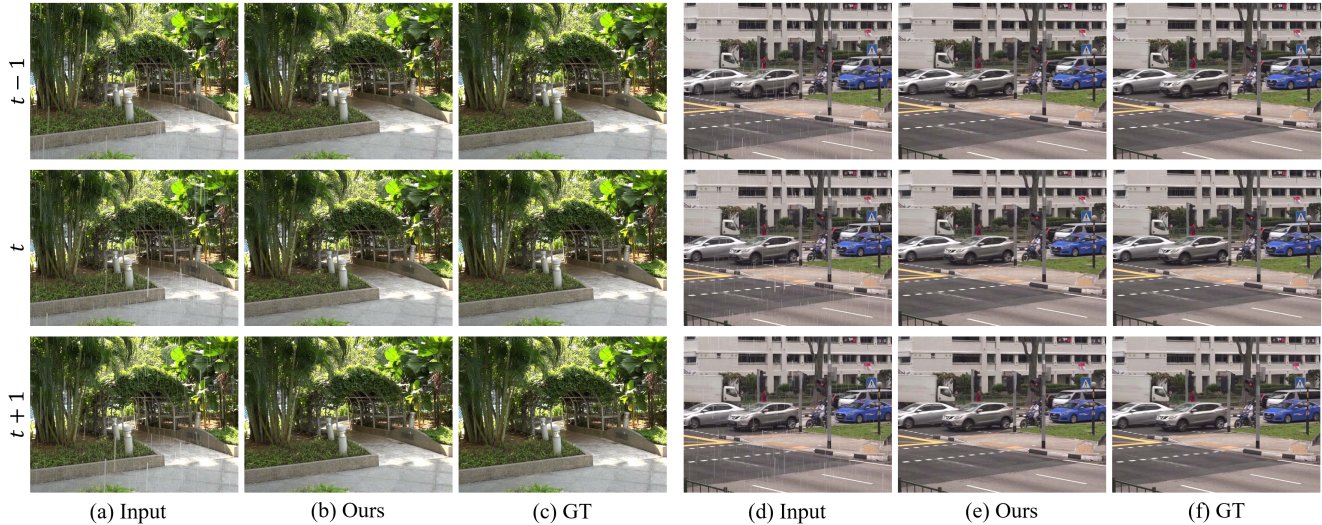 t − 1
t
t + 1
(a) Input (b) Ours (c) GT (d) Input (e) Ours (f) GT